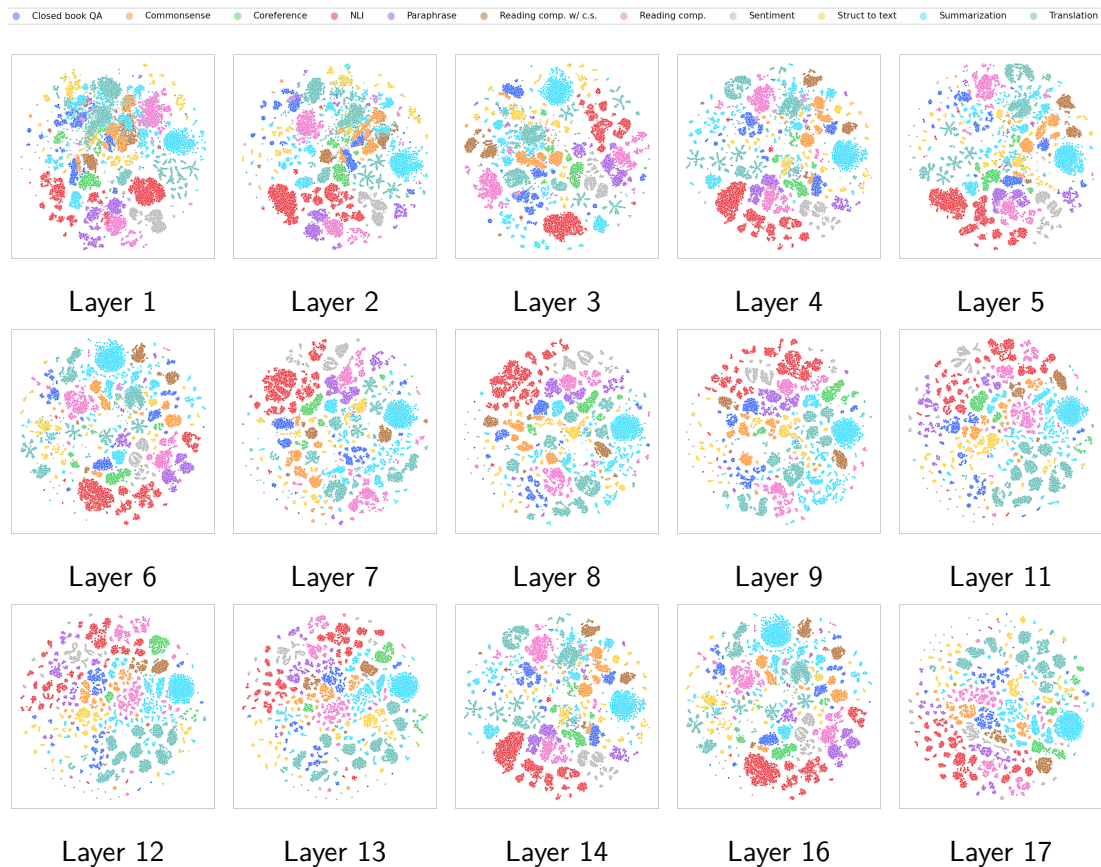 Closed book QA Commonsense Coreference NLI Paraphrase Reading comp. w/ c.s. Reading comp. Sentiment Struct to text Summarization Translation
Layer 1 Layer 2 Layer 3 Layer 4 Layer 5
Layer 6 Layer 7 Layer 8 Layer 9 Layer 11
Layer 12 Layer 13 Layer 14 Layer 16 Layer 17